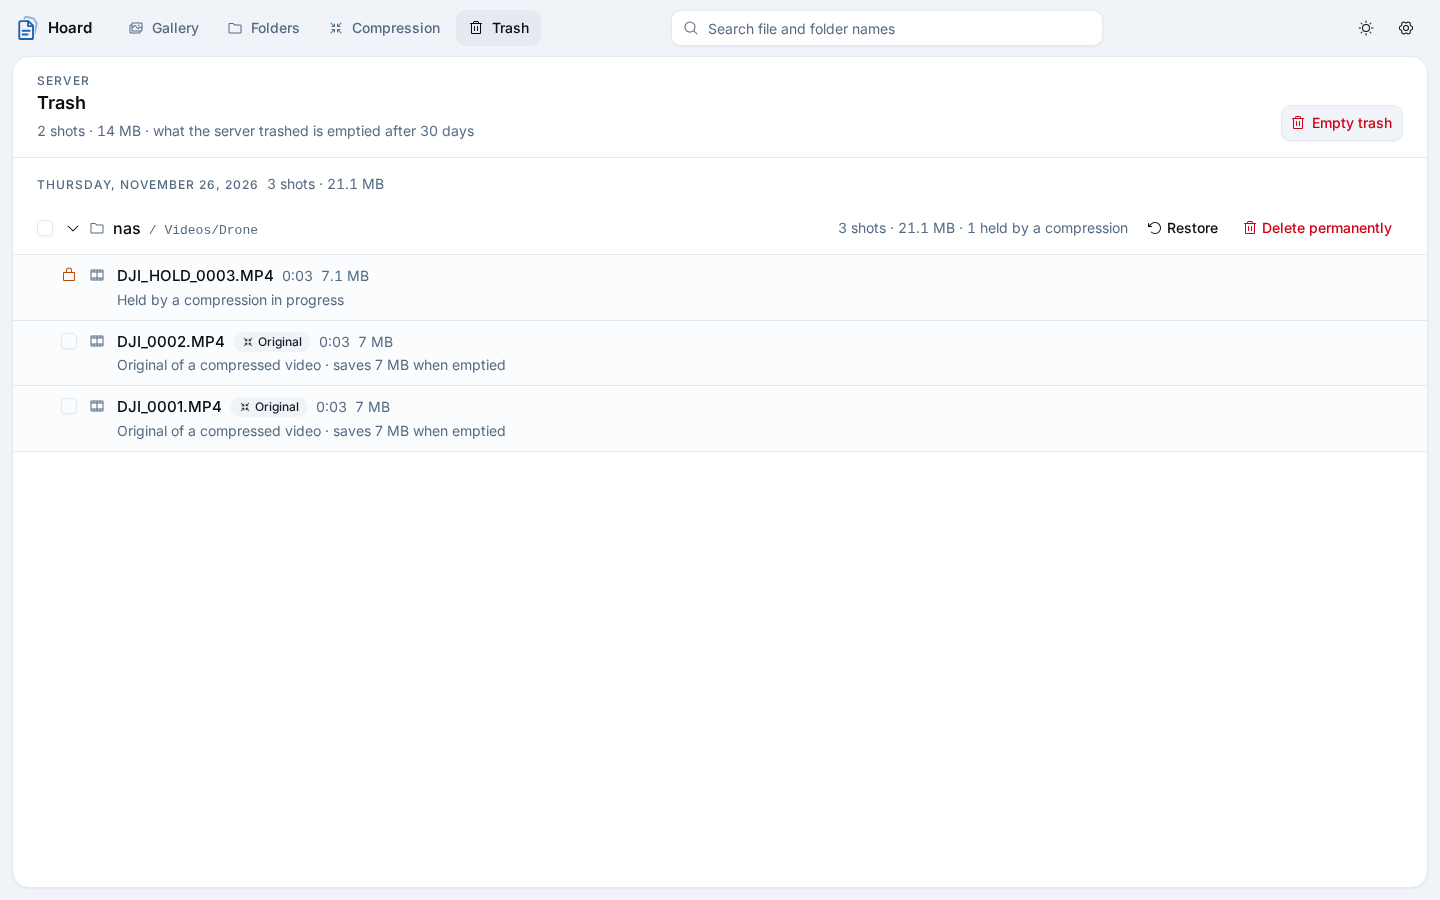 Hoard Gallery Folders Compression Trash Search file and folder names
SERVER
Trash
2 shots · 14 MB · what the server trashed is emptied after 30 days
Empty trash
THURSDAY, NOVEMBER 26, 2026 3 shots · 21.1 MB
nas / Videos/Drone 3 shots · 21.1 MB · 1 held by a compression Restore Delete permanently
DJI_HOLD_0003.MP4 0:03 7.1 MB
Held by a compression in progress
DJI_0002.MP4 Original 0:03 7 MB
Original of a compressed video · saves 7 MB when emptied
DJI_0001.MP4 Original 0:03 7 MB
Original of a compressed video · saves 7 MB when emptied